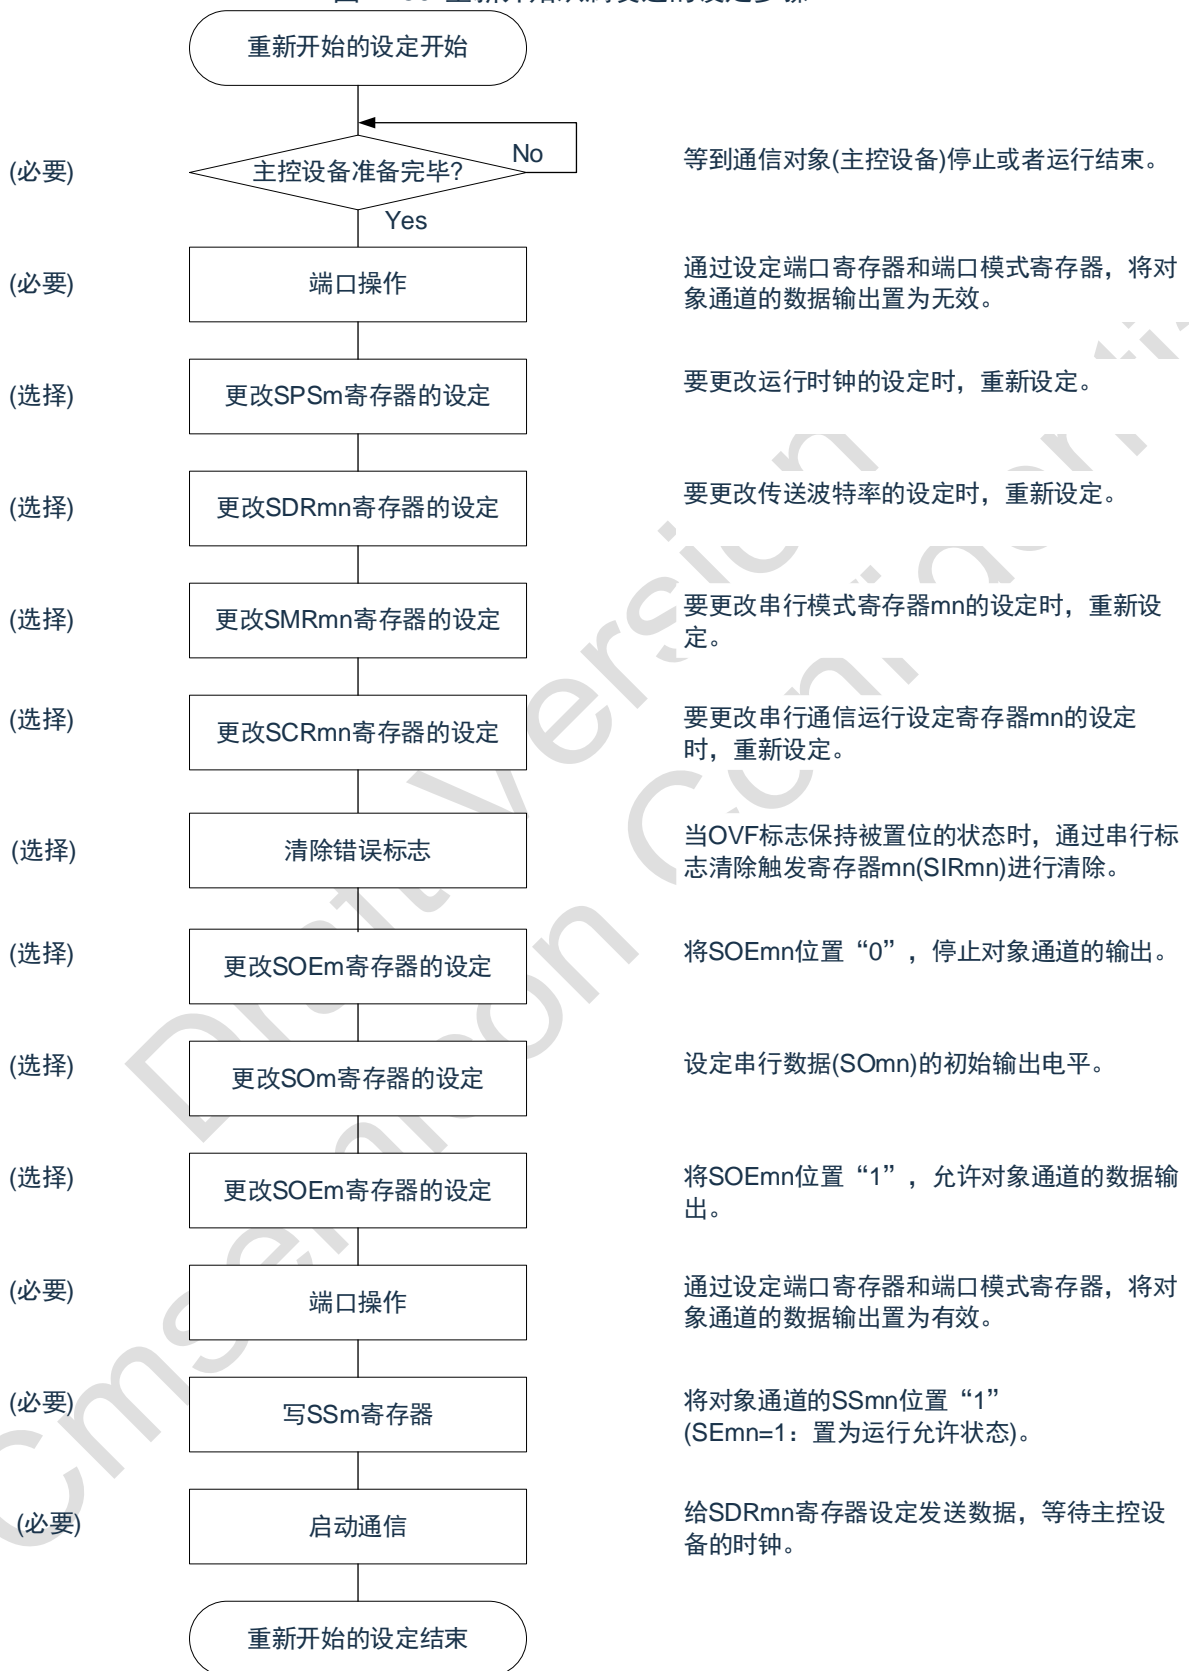 重新开始的设定开始
(必要)
主控设备准备完毕?
No
等到通信对象(主控设备)停止或者运行结束。
Yes
(必要)
端口操作
通过设定端口寄存器和端口模式寄存器，将对
象通道的数据输出置为无效。
(选择)
更改SPSm寄存器的设定
要更改运行时钟的设定时，重新设定。
(选择)
更改SDRmn寄存器的设定
要更改传送波特率的设定时，重新设定。
(选择)
更改SMRmn寄存器的设定
要更改串行模式寄存器mn的设定时，重新设
定。
(选择)
更改SCRmn寄存器的设定
要更改串行通信运行设定寄存器mn的设定
时，重新设定。
(选择)
清除错误标志
当OVF标志保持被置位的状态时，通过串行标
志清除触发寄存器mn(SIRmn)进行清除。
(选择)
更改SOEm寄存器的设定
将SOEmn位置“0”，停止对象通道的输出。
(选择)
更改SOm寄存器的设定
设定串行数据(SOmn)的初始输出电平。
(选择)
更改SOEm寄存器的设定
将SOEmn位置“1”，允许对象通道的数据输
出。
(必要)
端口操作
通过设定端口寄存器和端口模式寄存器，将对
象通道的数据输出置为有效。
(必要)
写SSm寄存器
将对象通道的SSmn位置“1”
(SEmn=1：置为运行允许状态)。
(必要)
启动通信
给SDRmn寄存器设定发送数据，等待主控设
备的时钟。
重新开始的设定结束